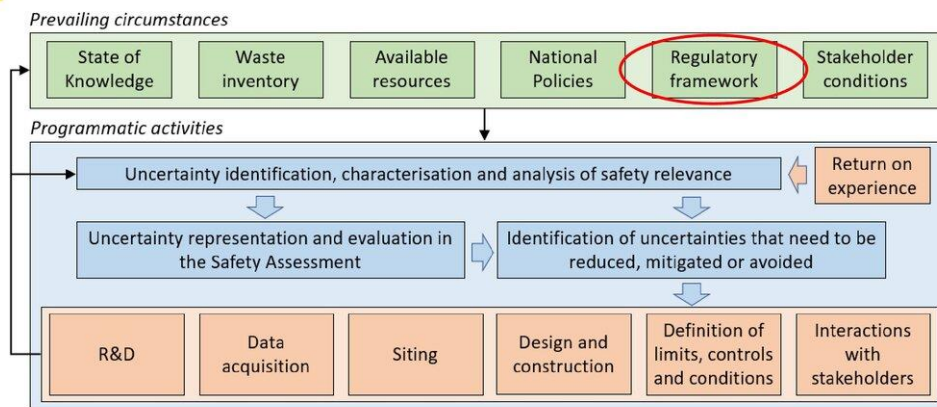 Prevailing circumstances
State of
Knowledge
Waste
inventory
Available
resources
National
Policies
Regulatory
framework
Stakeholder
conditions
Programmatic activities
Uncertainty identification, characterisation and analysis of safety relevance
Return on
experience
Uncertainty representation and evaluation in
the Safety Assessment
Identification of uncertainties that need to be
reduced, mitigated or avoided
R&D
Data
acquisition
Siting
Design and
construction
Definition of
limits, controls
and conditions
Interactions
with
stakeholders